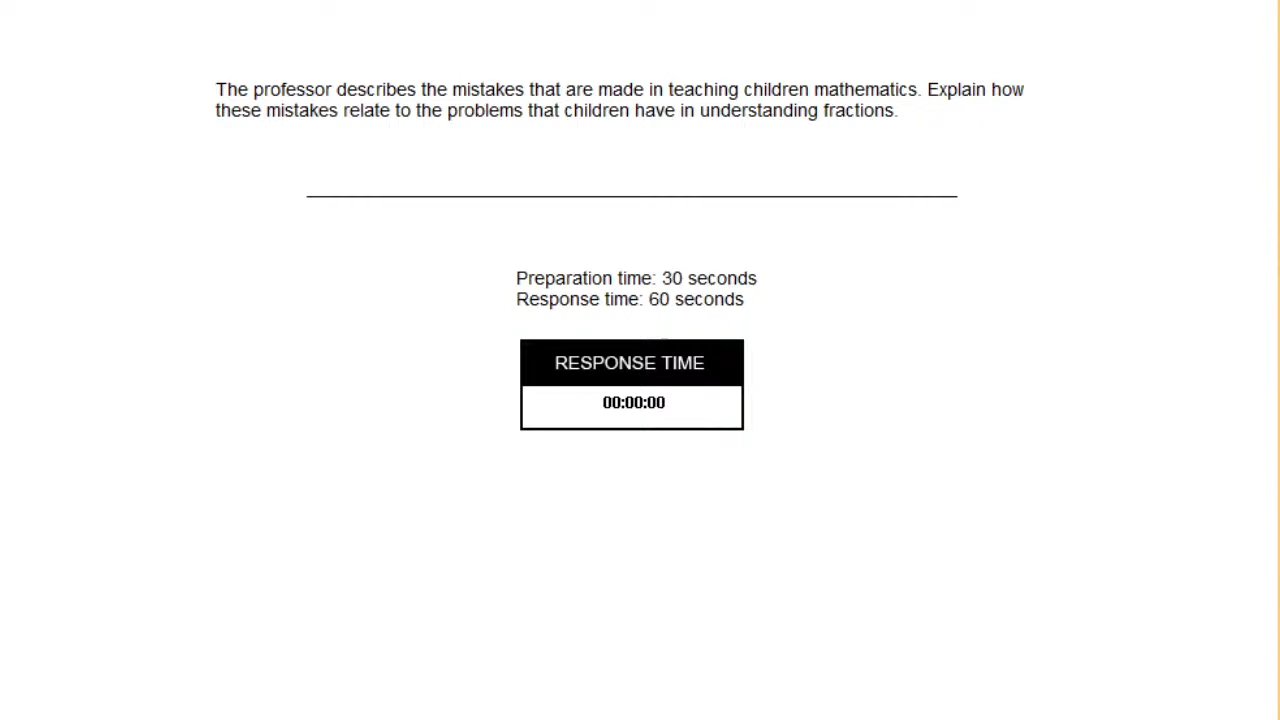 The professor describes the mistakes that are made in teaching children mathematics. Explain how
these mistakes relate to the problems that children have in understanding fractions.
Preparation time: 30 seconds
Response time: 60 seconds
RESPONSE TIME
00:00:00